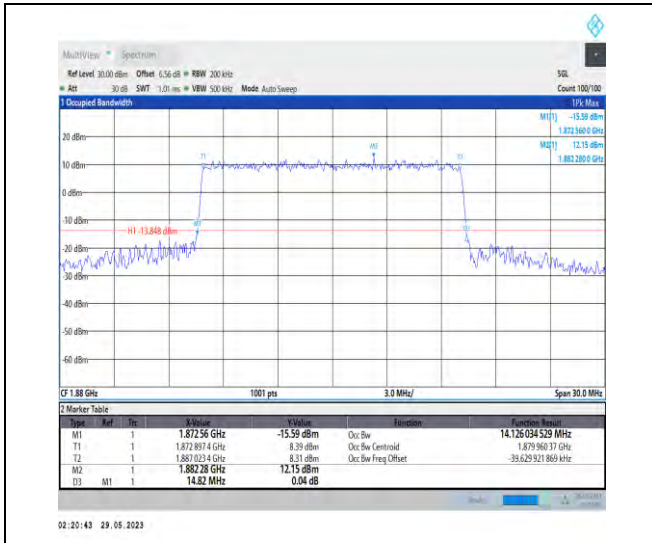 MultiView Spectrum
Ref Level 30.00 dBm Offset 6.56 dB RBW 200 kHz SGL
Att 30 dB SWT 1.01 ms VBW 500 kHz Mode Auto Sweep Count 100/100
1 Occupied Bandwidth 1Pk Max
M1[1] -15.59 dBm
1.872 560 0 GHz
M2[1] 12.15 dBm
1.882 280 0 GHz
20 dBm
T1 M2 T2
10 dBm
0 dBm
-10 dBm
H1 -13.848 dBm
M1
-20 dBm
-30 dBm
-40 dBm
-50 dBm
-60 dBm
CF 1.88 GHz 1001 pts 3.0 MHz/ Span 30.0 MHz
2 Marker Table
Type Ref Trc X-Value Y-Value Function Function Result
M1 1 1.872 56 GHz -15.59 dBm Occ Bw 14.126 034 529 MHz
T1 1 1.872 897 4 GHz 8.39 dBm Occ Bw Centroid 1.879 960 37 GHz
T2 1 1.887 023 4 GHz 8.31 dBm Occ Bw Freq Offset -39.629 921 869 kHz
M2 1 1.882 28 GHz 12.15 dBm
D3 M1 1 14.82 MHz 0.04 dB
02:20:43 29.05.2023